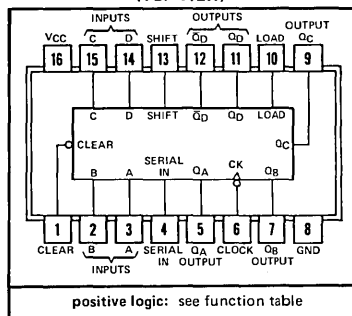 INPUTS OUTPUTS
OUTPUT
VCC C D SHIFT Q̅D QD LOAD QC
16 15 14 13 12 11 10 9
C D SHIFT Q̅D QD LOAD
CLEAR QC
SERIAL IN CK
B A QA QB
1 2 3 4 5 6 7 8
CLEAR B A SERIAL IN QA OUTPUT CLOCK QB OUTPUT GND
INPUTS
positive logic: see function table